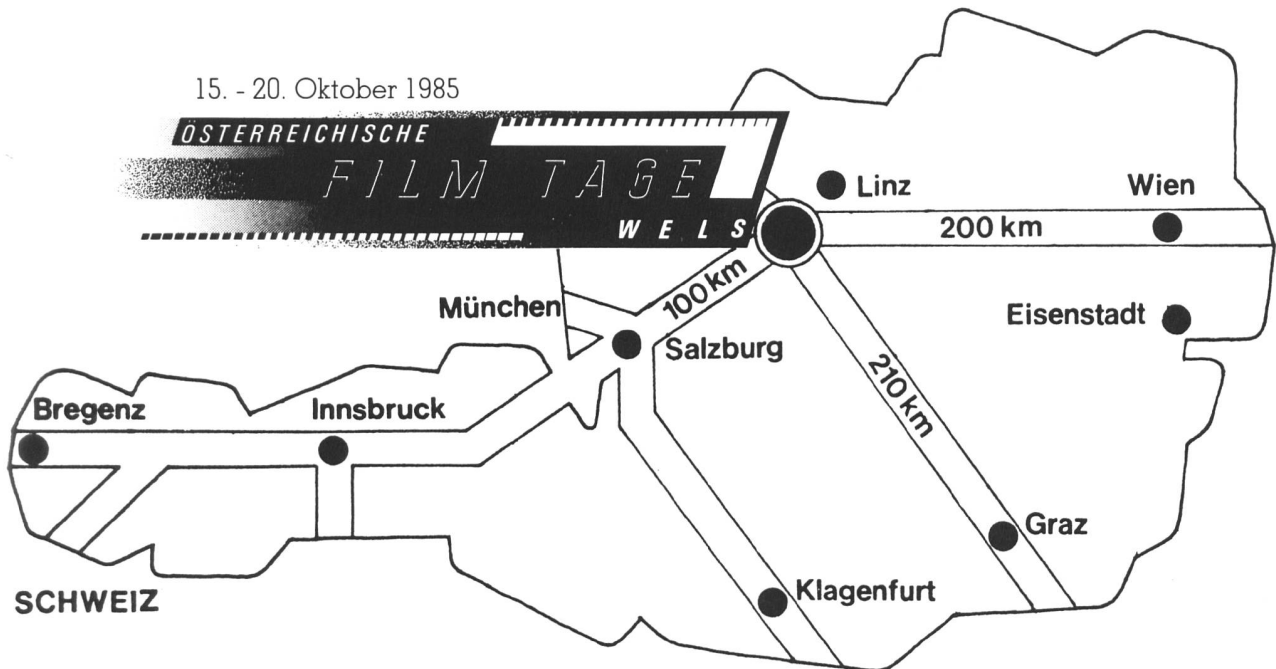 15. - 20. Oktober 1985
ÖSTERREICHISCHE
FILM TAGE
WELS
Linz
Wien
200 km
100 km
München
Salzburg
Eisenstadt
210 km
Bregenz
Innsbruck
Graz
Klagenfurt
SCHWEIZ